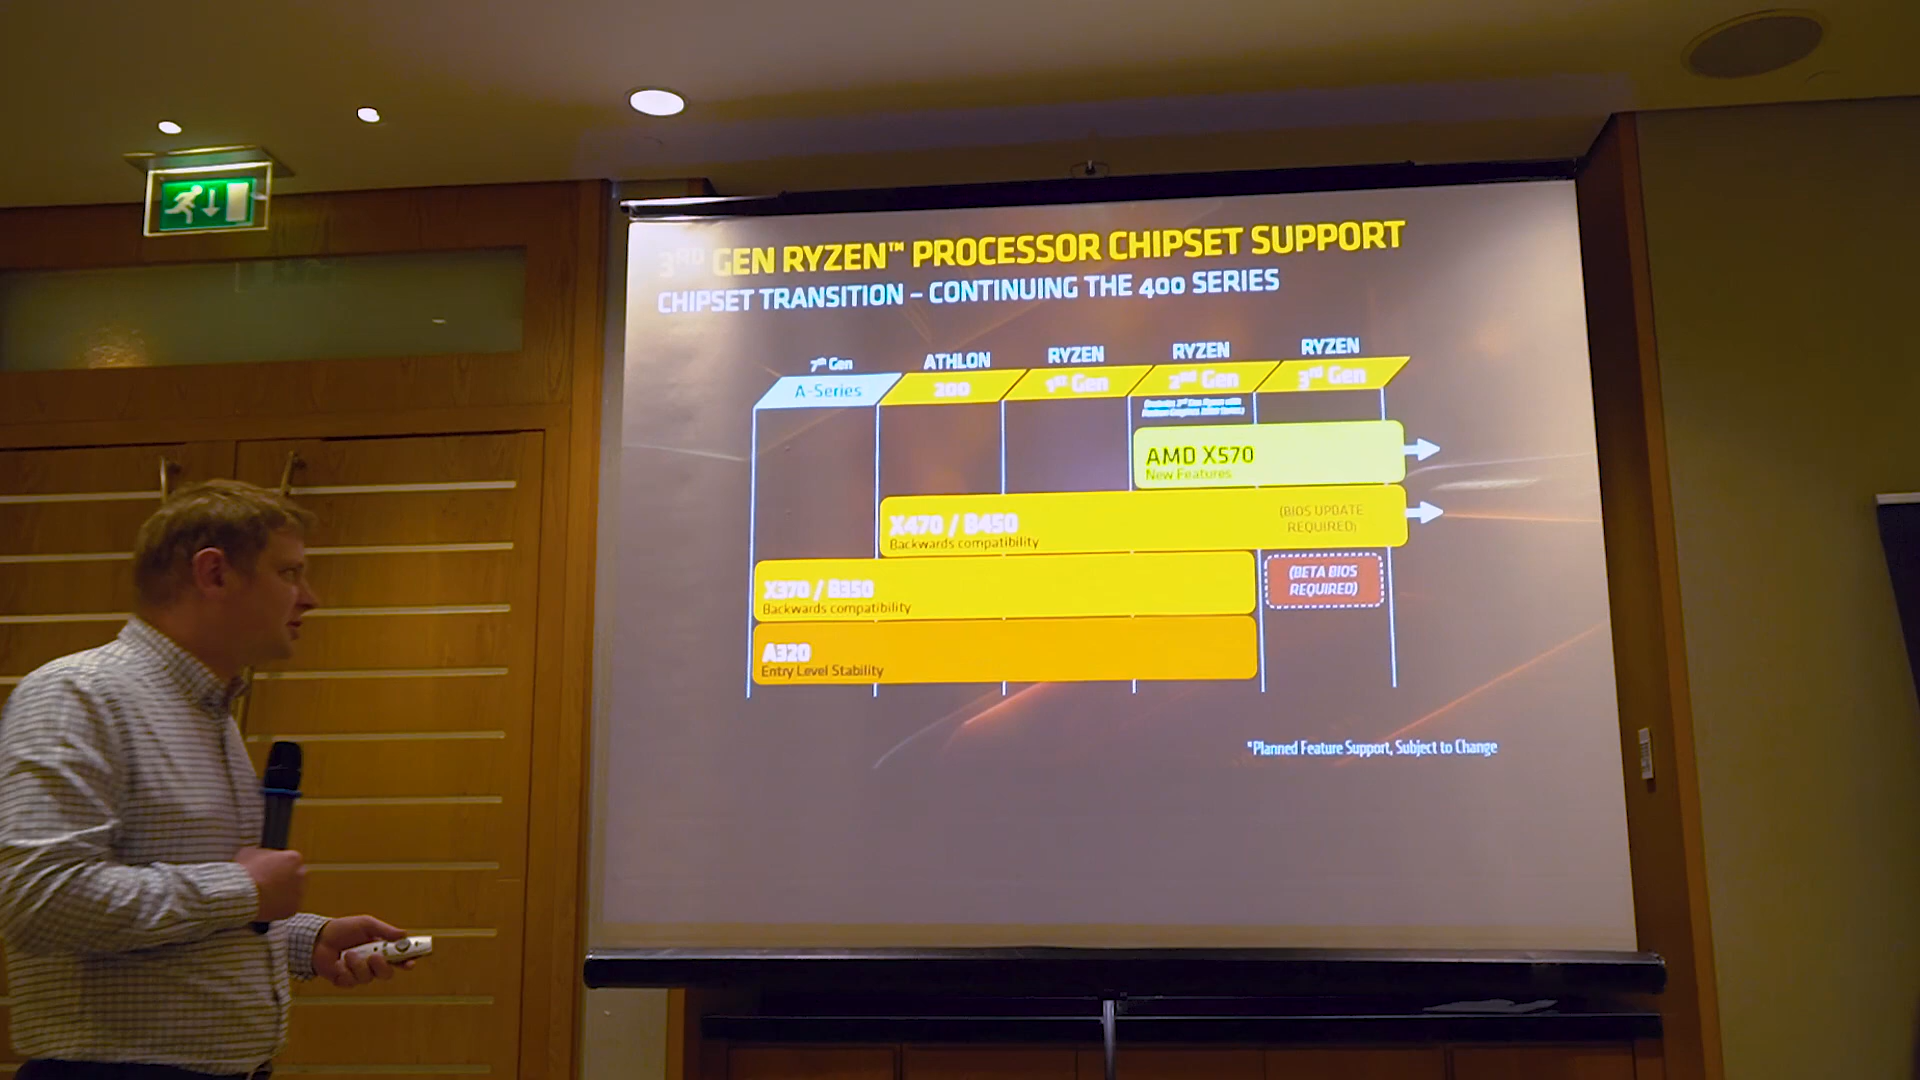 3RD GEN RYZEN™ PROCESSOR CHIPSET SUPPORT
CHIPSET TRANSITION – CONTINUING THE 400 SERIES
7th Gen
A-Series
ATHLON
200
RYZEN
1st Gen
RYZEN
2nd Gen
RYZEN
3rd Gen
AMD X570
New Features
X470 / B450
Backwards compatibility
(BIOS UPDATE
REQUIRED)
X370 / B350
Backwards compatibility
(BETA BIOS
REQUIRED)
A320
Entry Level Stability
*Planned Feature Support, Subject to Change